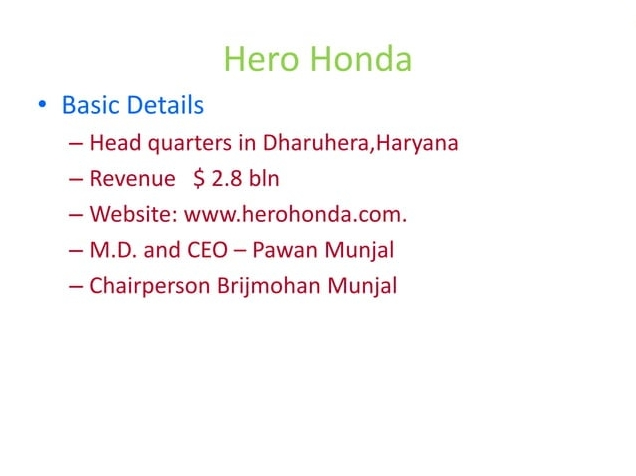 Hero Honda
• Basic Details
– Head quarters in Dharuhera,Haryana
– Revenue  $ 2.8 bln
– Website: www.herohonda.com.
– M.D. and CEO – Pawan Munjal
– Chairperson Brijmohan Munjal